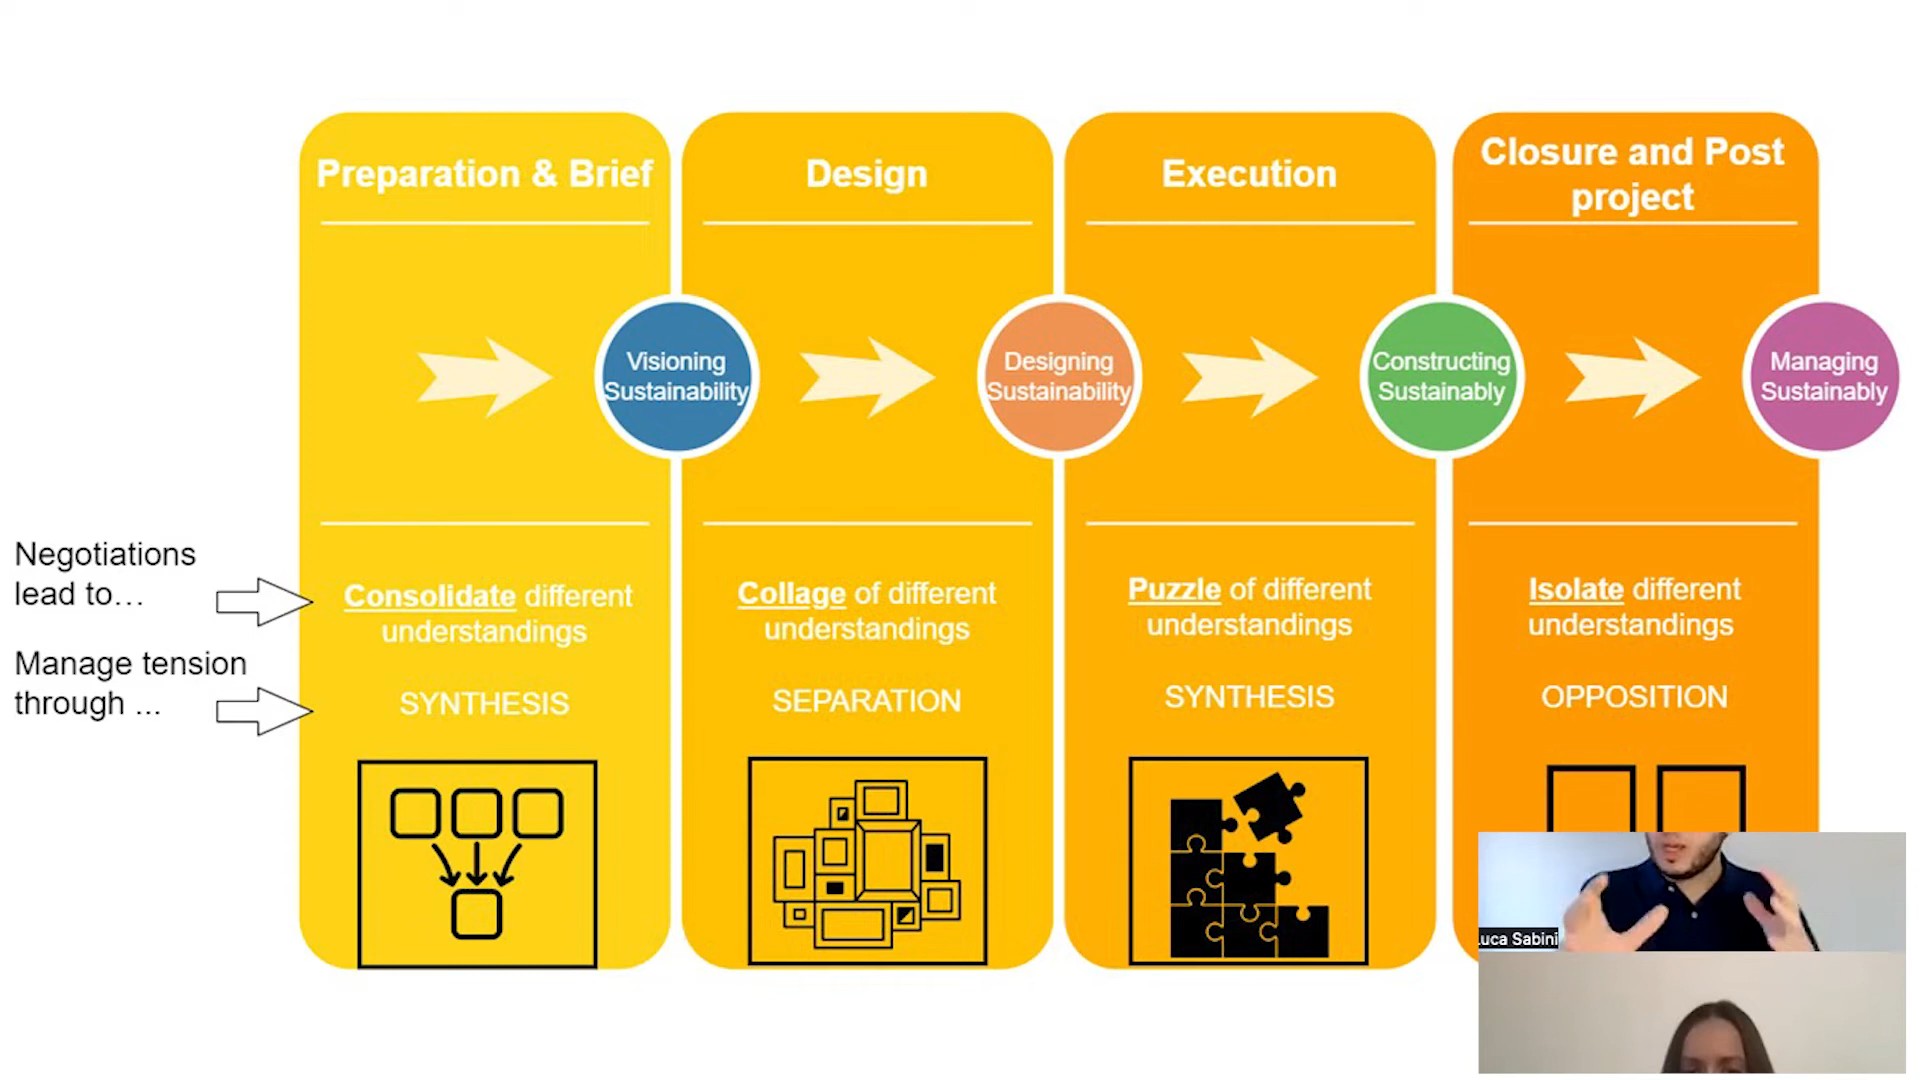 Preparation & Brief
Design
Execution
Closure and Post
project
Visioning
Sustainability
Designing
Sustainability
Constructing
Sustainably
Managing
Sustainably
Negotiations
lead to…
Consolidate different
understandings
Collage of different
understandings
Puzzle of different
understandings
Isolate different
understandings
Manage tension
through ...
SYNTHESIS
SEPARATION
SYNTHESIS
OPPOSITION
Luca Sabini